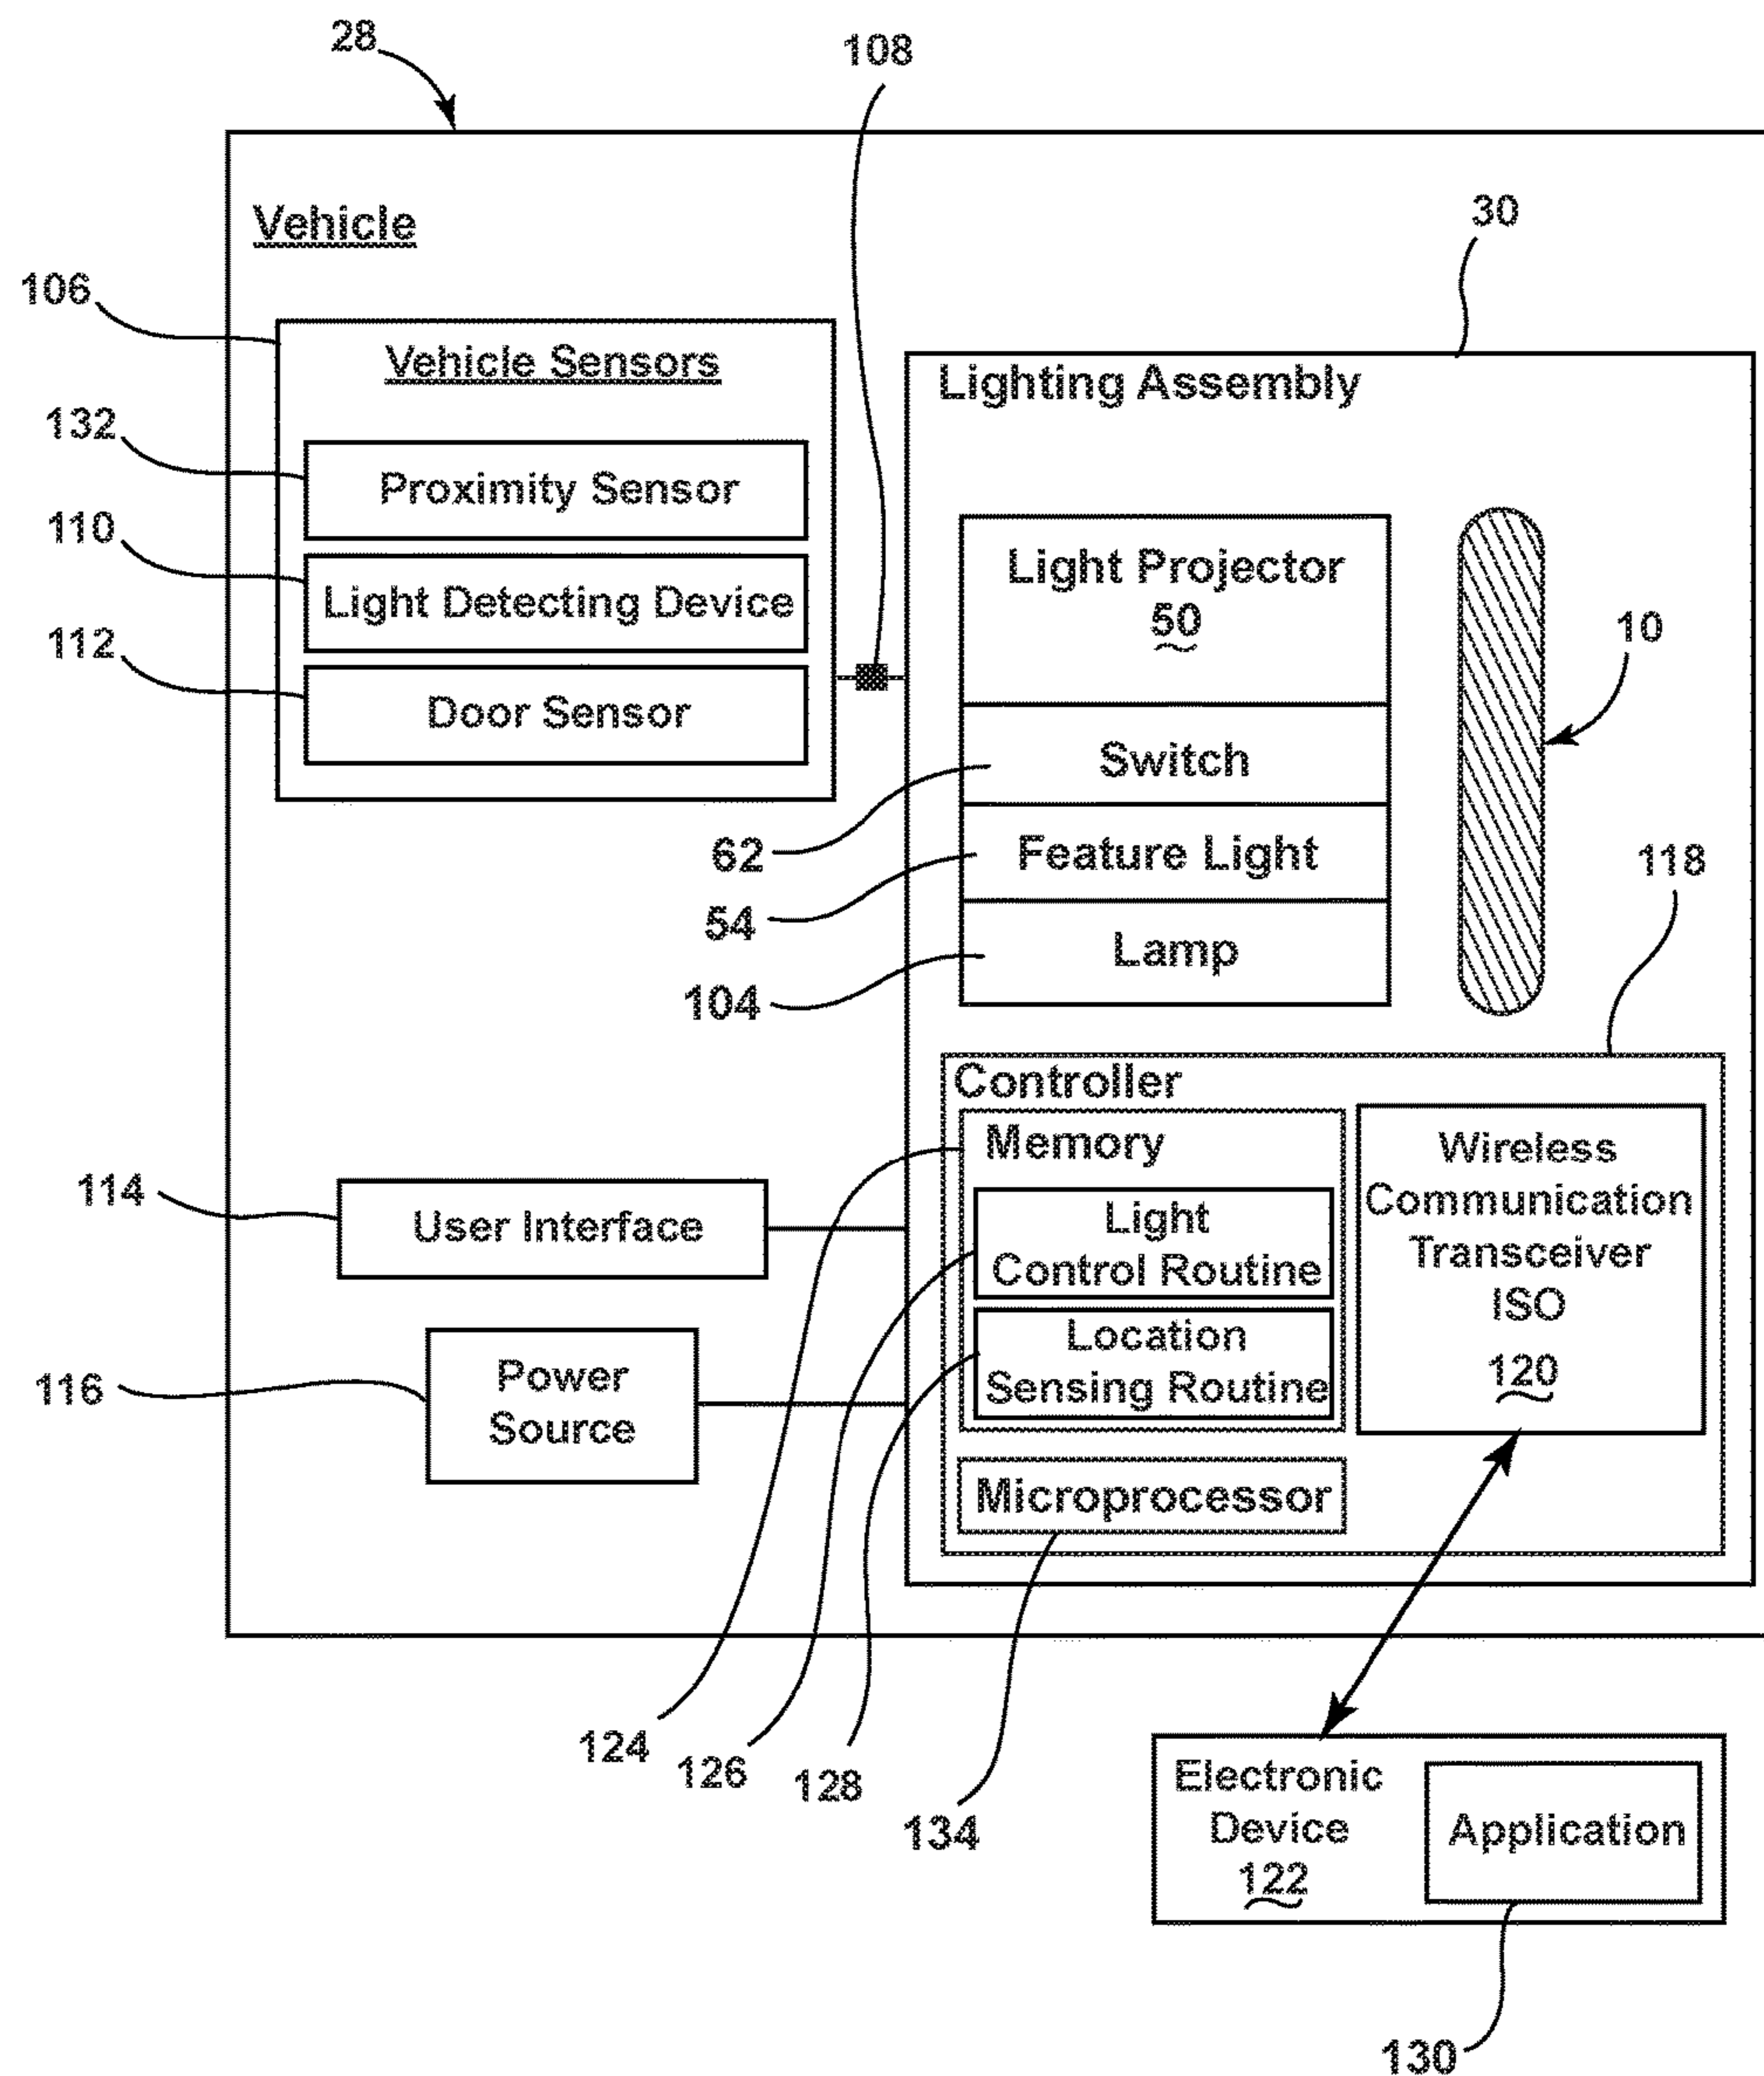 28
108
Vehicle
30
106
Vehicle Sensors
Lighting Assembly
132
Proximity Sensor
110
Light Detecting Device
112
Door Sensor
Light Projector
50
10
Switch
62
Feature Light
54
Lamp
104
118
Controller
Memory
Light
Control Routine
Location
Sensing Routine
Microprocessor
Wireless
Communication
Transceiver
ISO
120
114
User Interface
116
Power
Source
124
126
128
134
Electronic
Device
122
Application
130